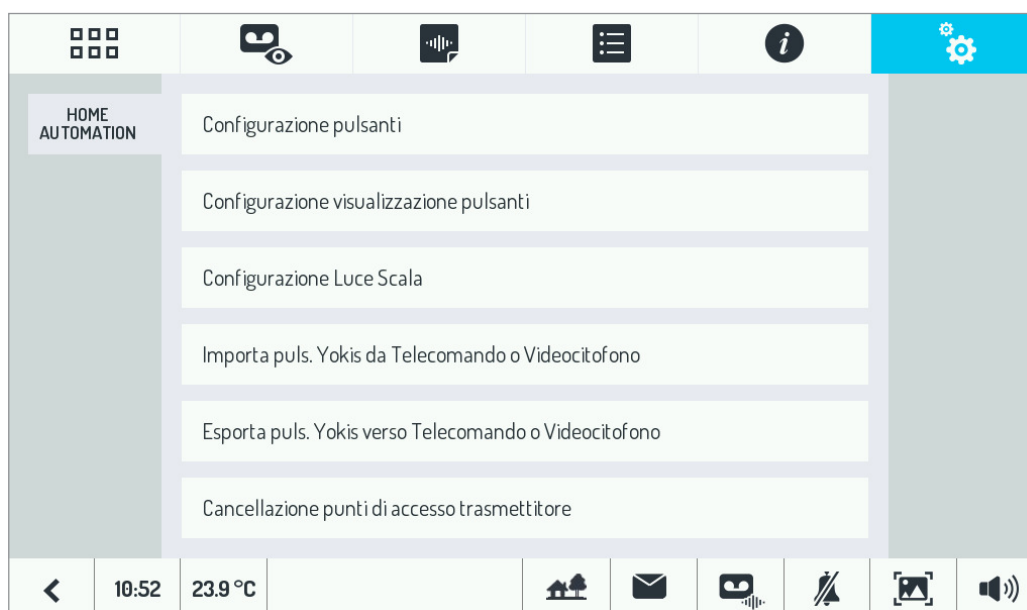 HOME
AUTOMATION
Configurazione pulsanti
Configurazione visualizzazione pulsanti
Configurazione Luce Scala
Importa puls. Yokis da Telecomando o Videocitofono
Esporta puls. Yokis verso Telecomando o Videocitofono
Cancellazione punti di accesso trasmettitore
10:52 23.9 °C